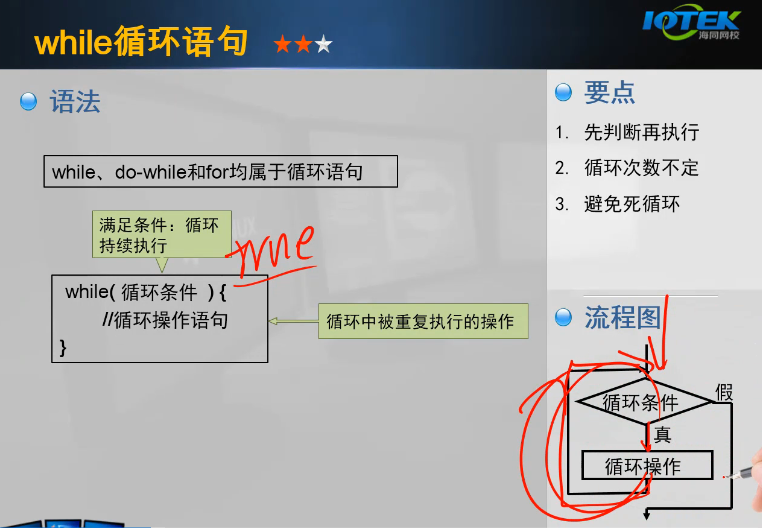 while循环语句
IOTEK
海同网校
语法
while、do-while和for均属于循环语句
满足条件：循环
持续执行
true
while( 循环条件 ) {
//循环操作语句
}
循环中被重复执行的操作
要点
1. 先判断再执行
2. 循环次数不定
3. 避免死循环
流程图
循环条件
假
真
循环操作